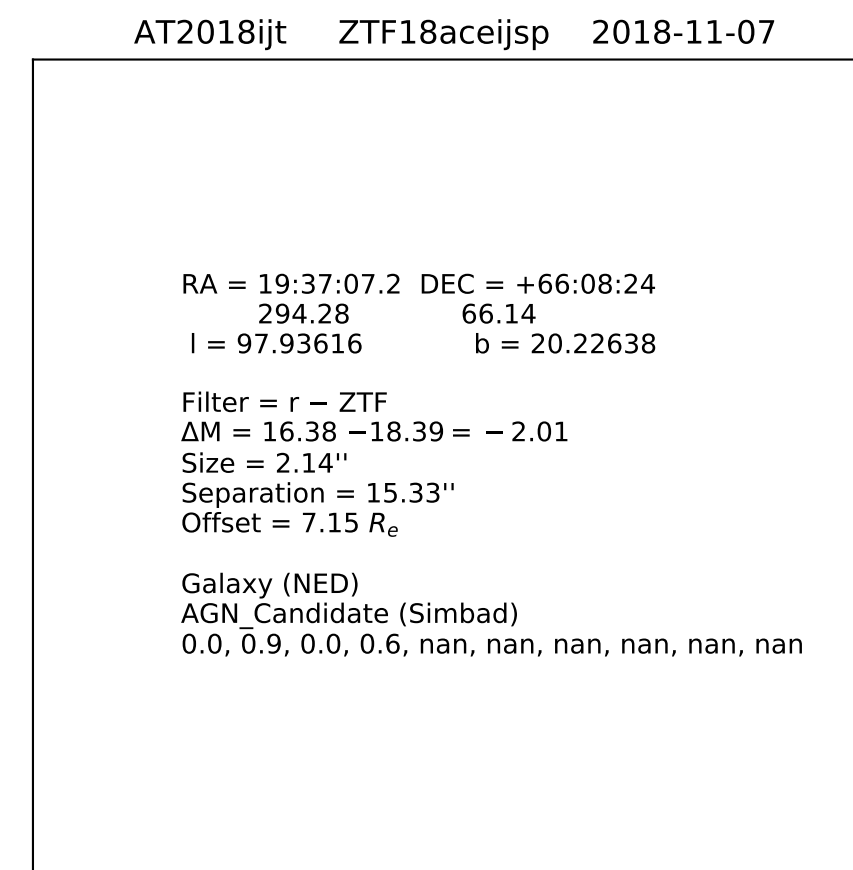 AT2018ijt ZTF18aceijsp 2018-11-07
RA = 19:37:07.2 DEC = +66:08:24
294.28 66.14
l = 97.93616 b = 20.22638
Filter = r − ZTF
ΔM = 16.38 −18.39 = − 2.01
Size = 2.14''
Separation = 15.33''
Offset = 7.15 Re
Galaxy (NED)
AGN_Candidate (Simbad)
0.0, 0.9, 0.0, 0.6, nan, nan, nan, nan, nan, nan